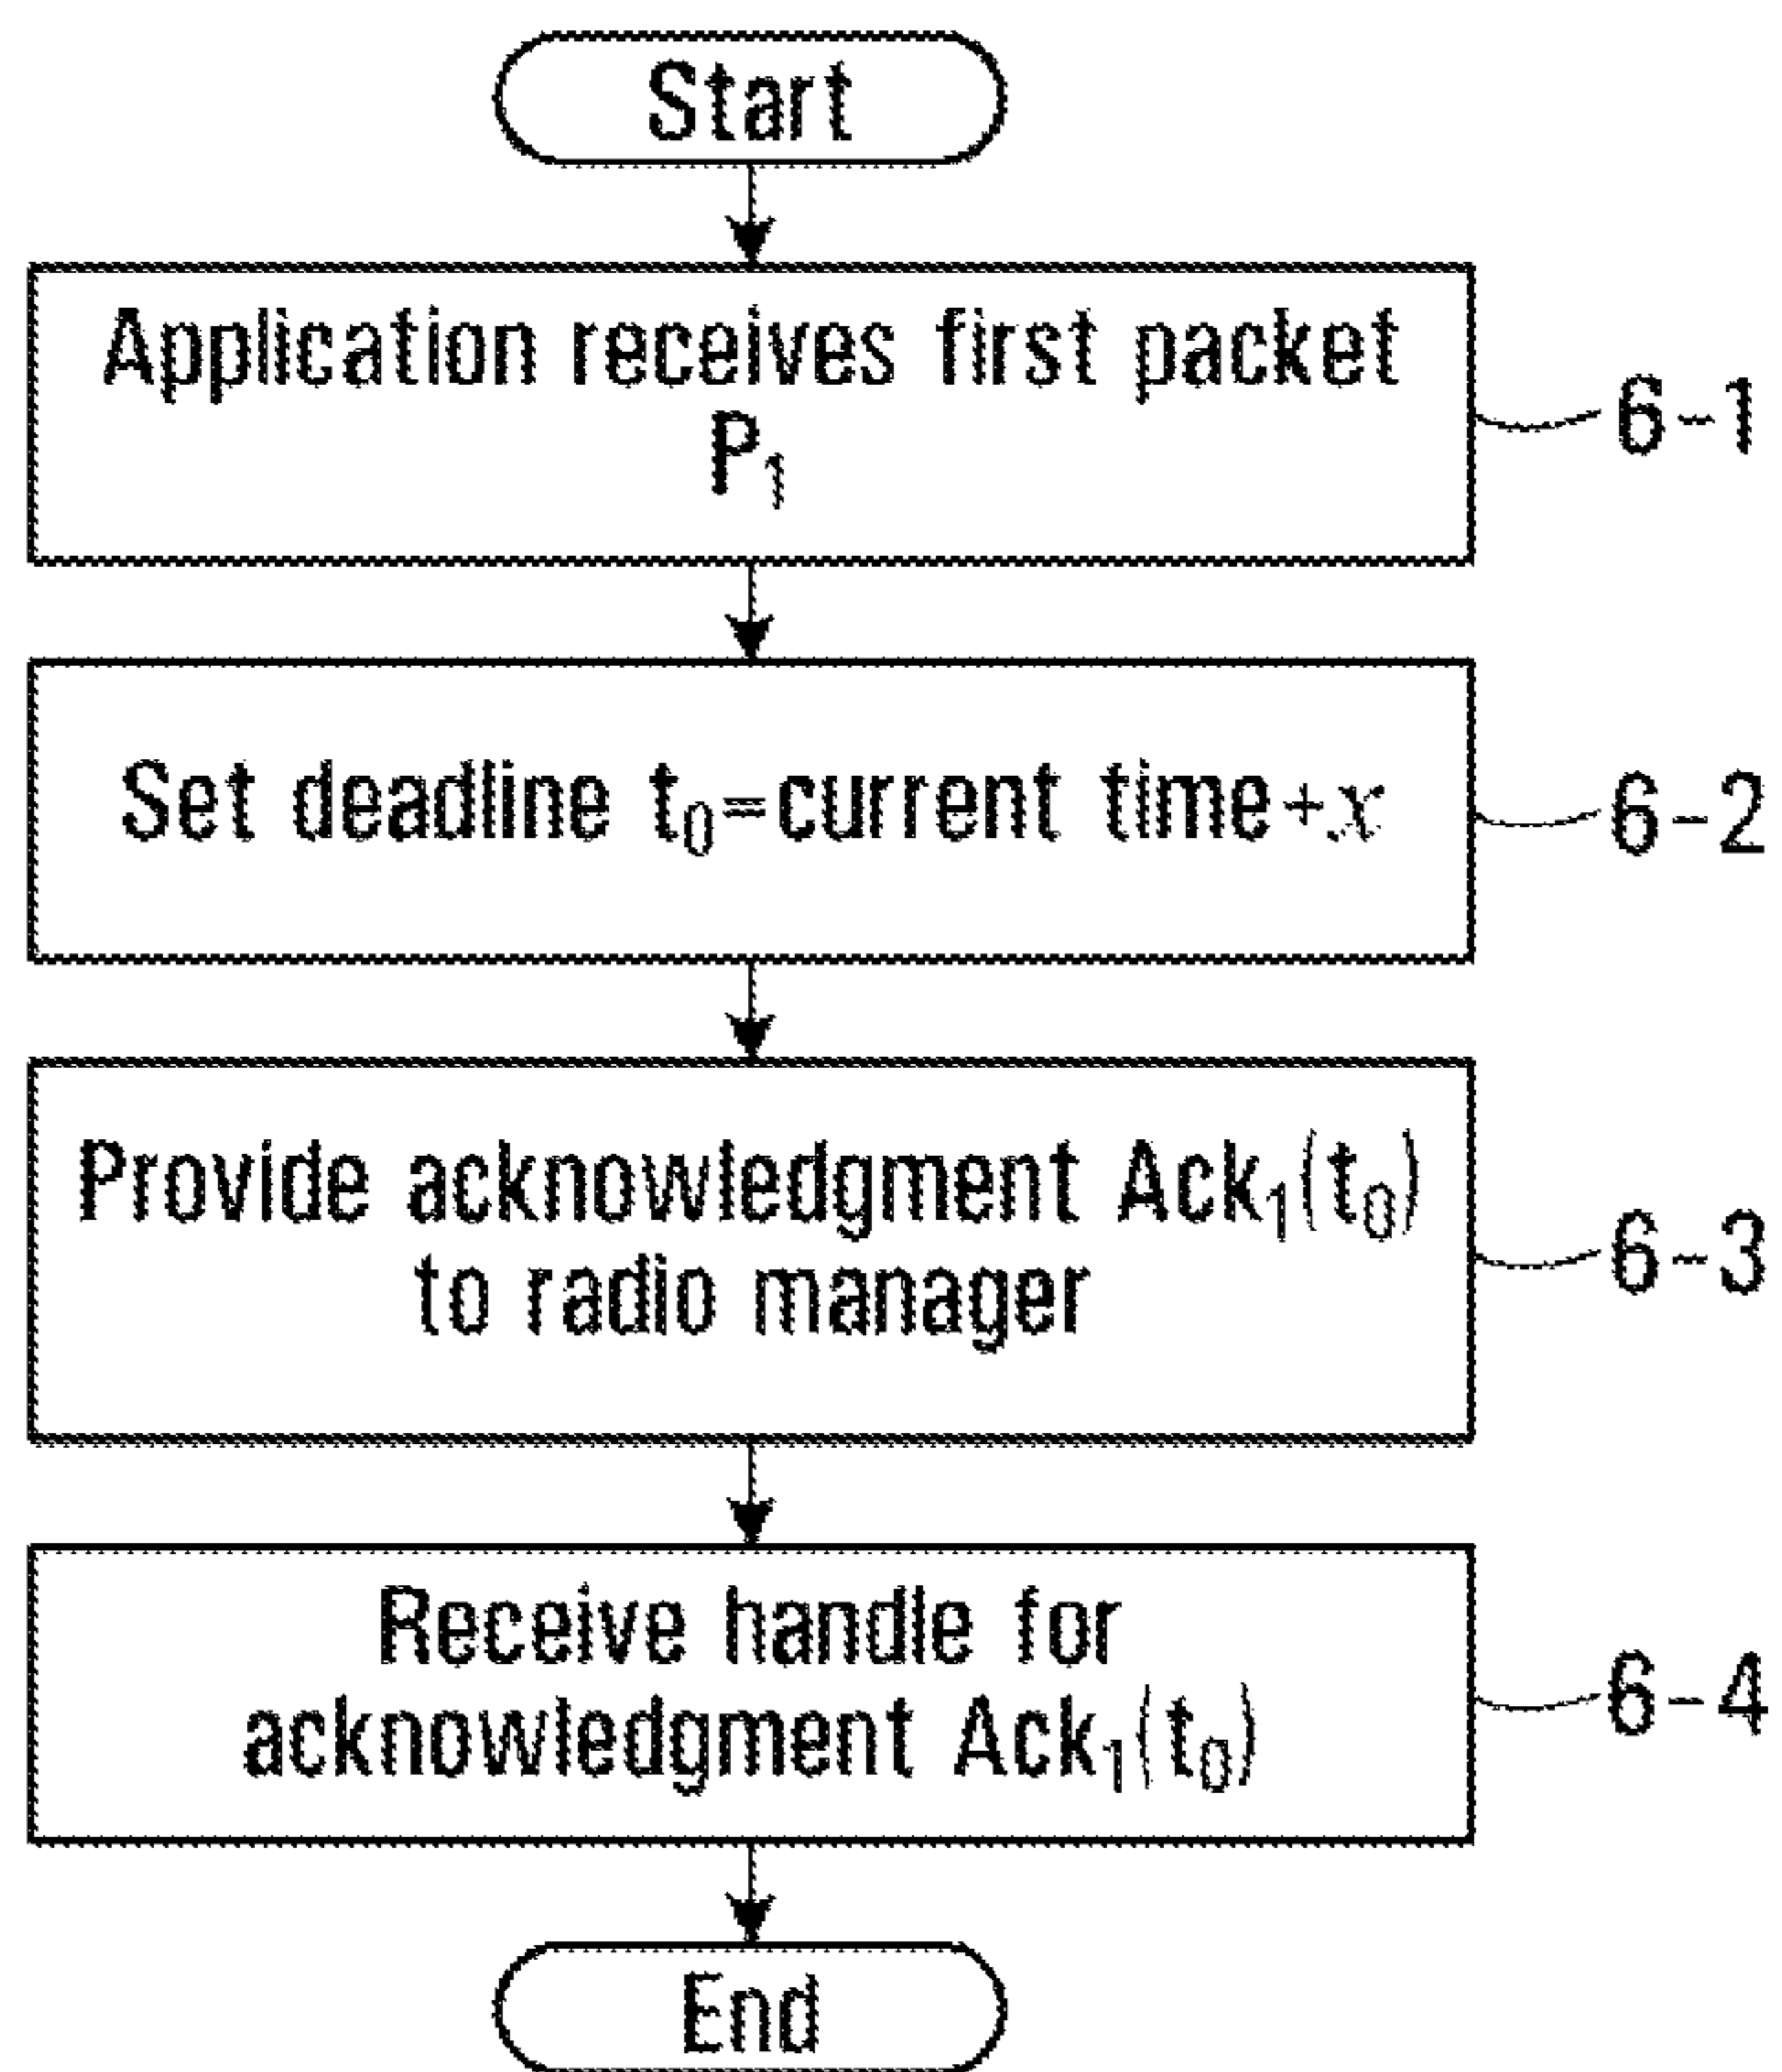 Start
Application receives first packet
P₁
6-1
Set deadline t₀=current time+x
6-2
Provide acknowledgment Ack₁(t₀)
to radio manager
6-3
Receive handle for
acknowledgment Ack₁(t₀)
6-4
End